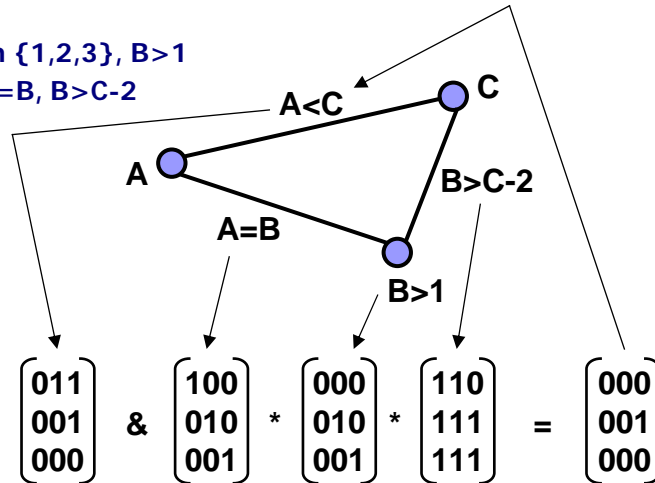 n {1,2,3}, B>1
=B, B>C-2
A<C
C
A
B>C-2
A=B
B>1
011 100 000 110 000
001 & 010 * 010 * 111 = 001
000 001 001 111 000